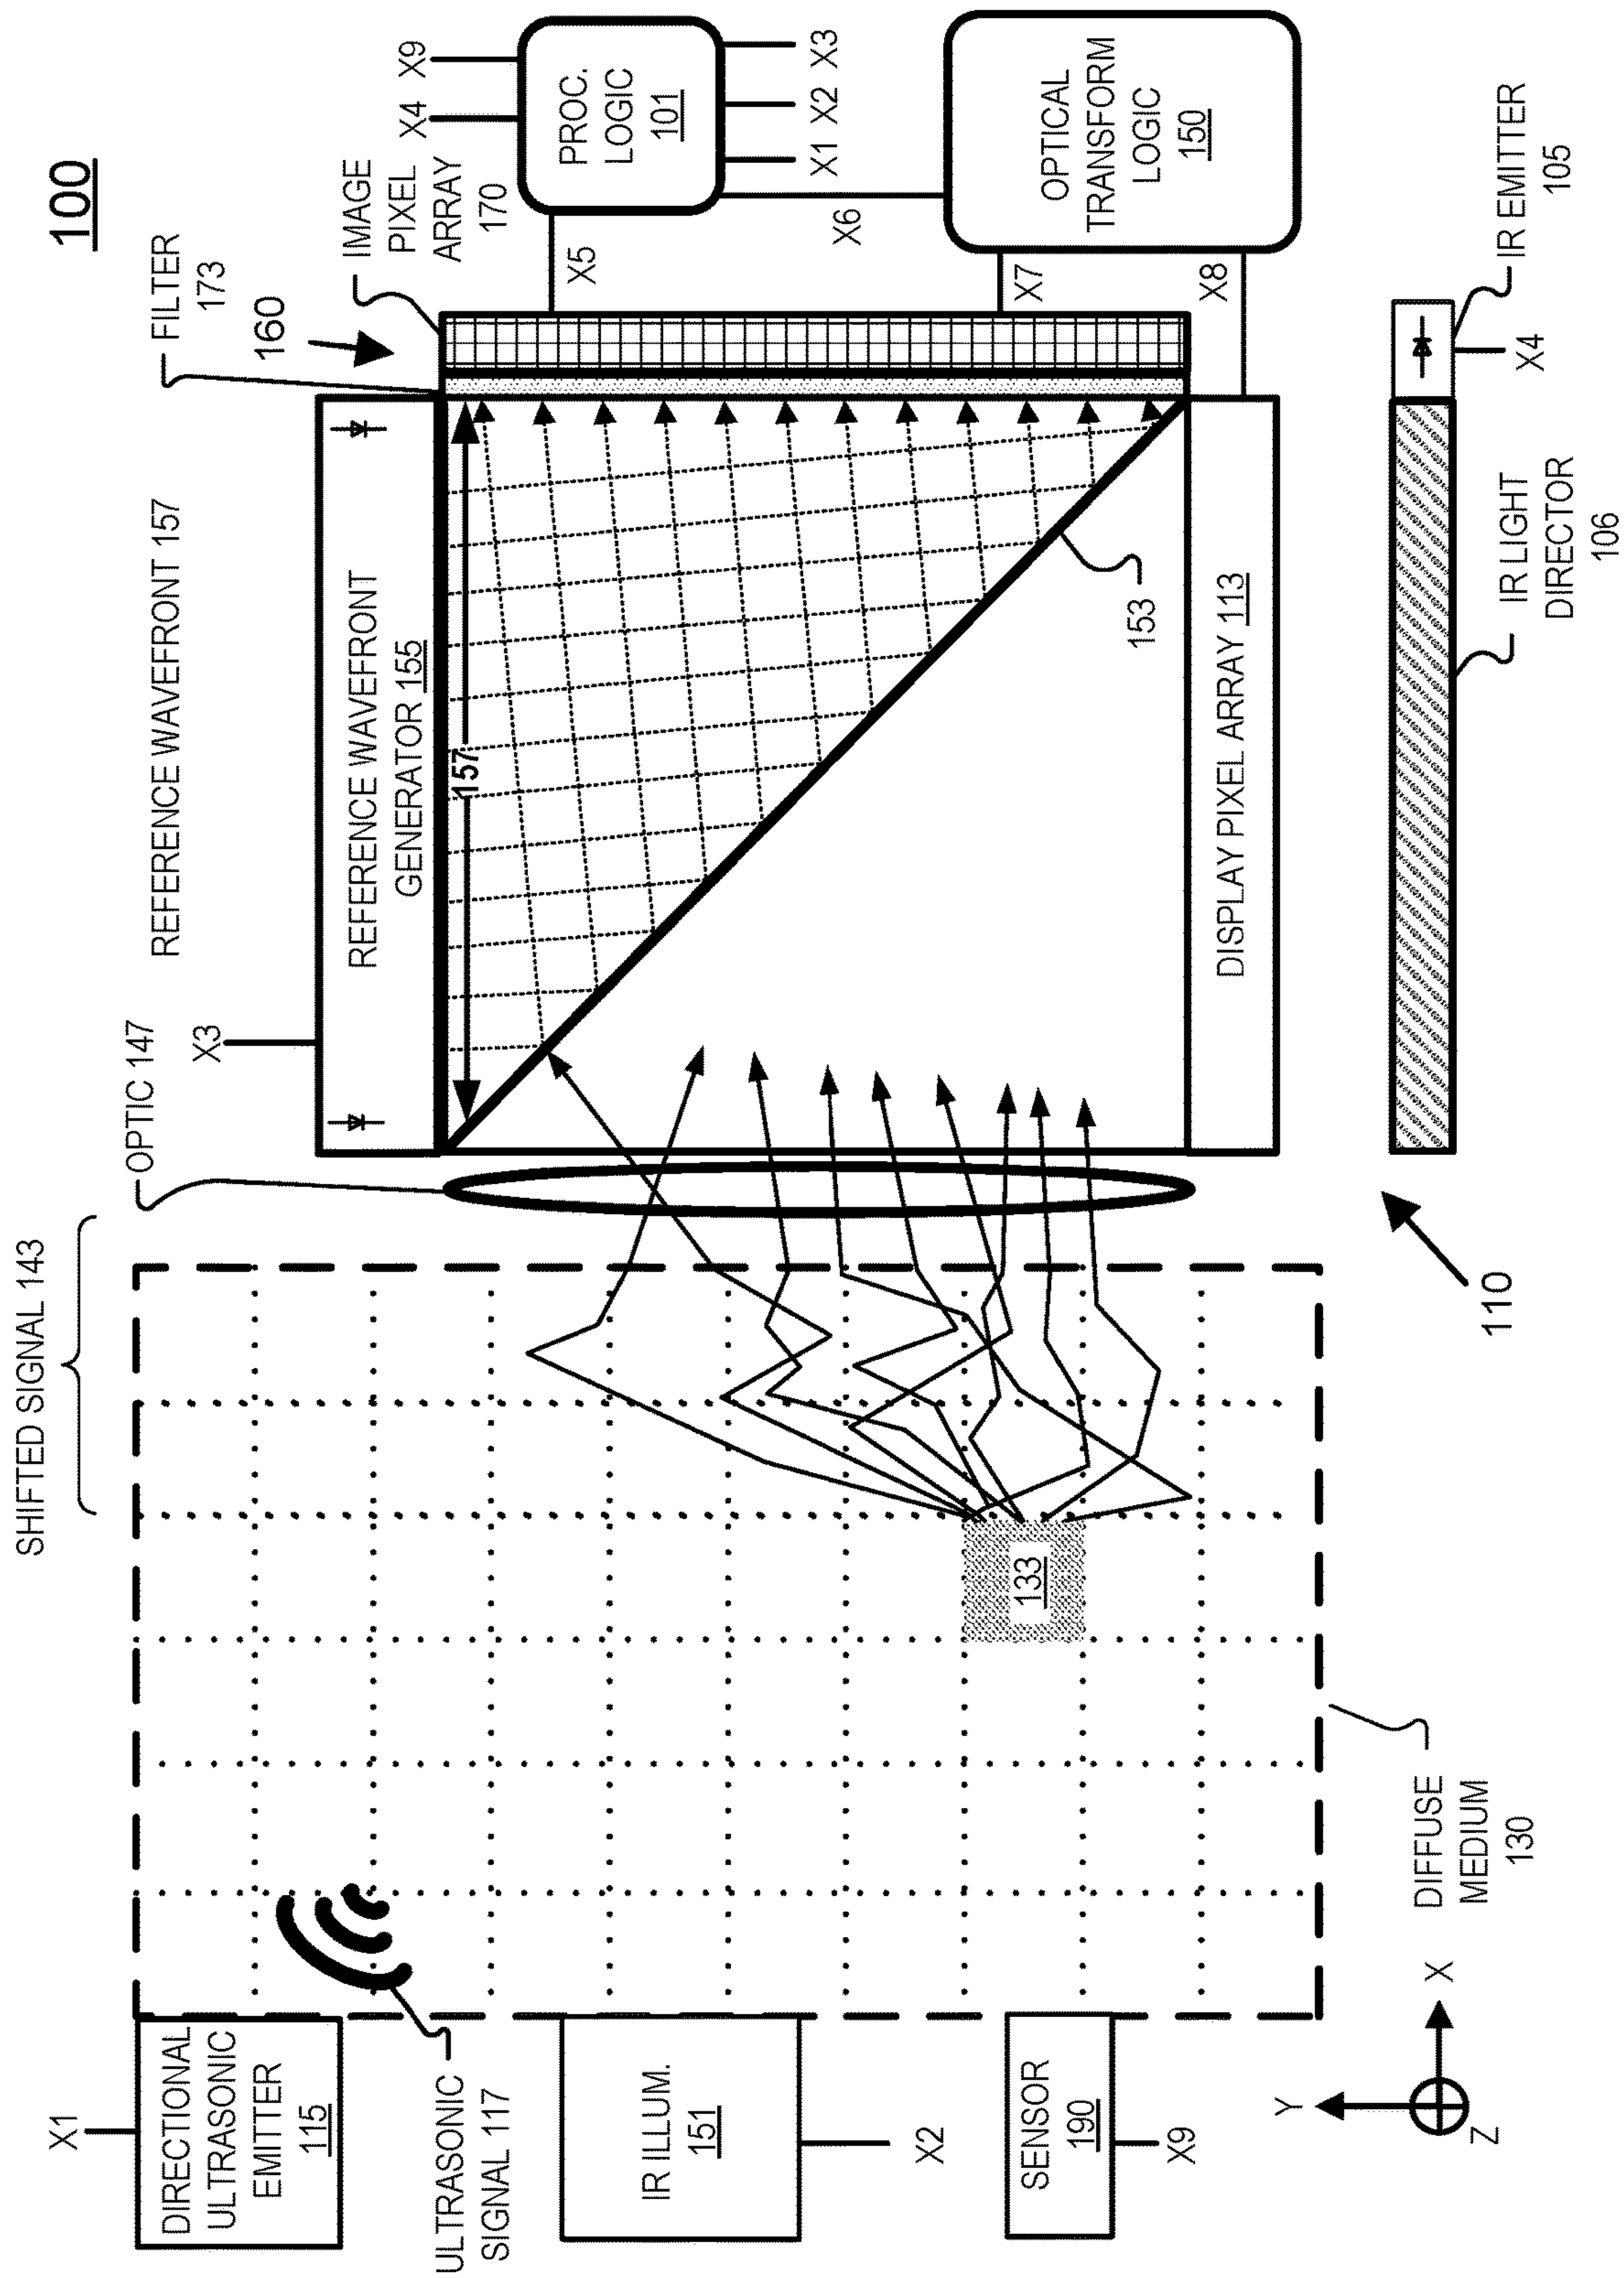 100
SHIFTED SIGNAL 143
OPTIC 147
REFERENCE WAVEFRONT 157
FILTER
173
160
IMAGE
PIXEL
ARRAY
170
X1
DIRECTIONAL
ULTRASONIC
EMITTER
115
ULTRASONIC
SIGNAL 117
X3
REFERENCE WAVEFRONT
GENERATOR 155
157
X4
X9
PROC.
LOGIC
101
X5
X1
X2
X3
X6
IR ILLUM.
151
X2
OPTICAL
TRANSFORM
LOGIC
150
X7
X8
SENSOR
190
X9
133
153
DISPLAY PIXEL ARRAY 113
Y
X
Z
DIFFUSE
MEDIUM
130
110
IR LIGHT
DIRECTOR
106
X4
IR EMITTER
105